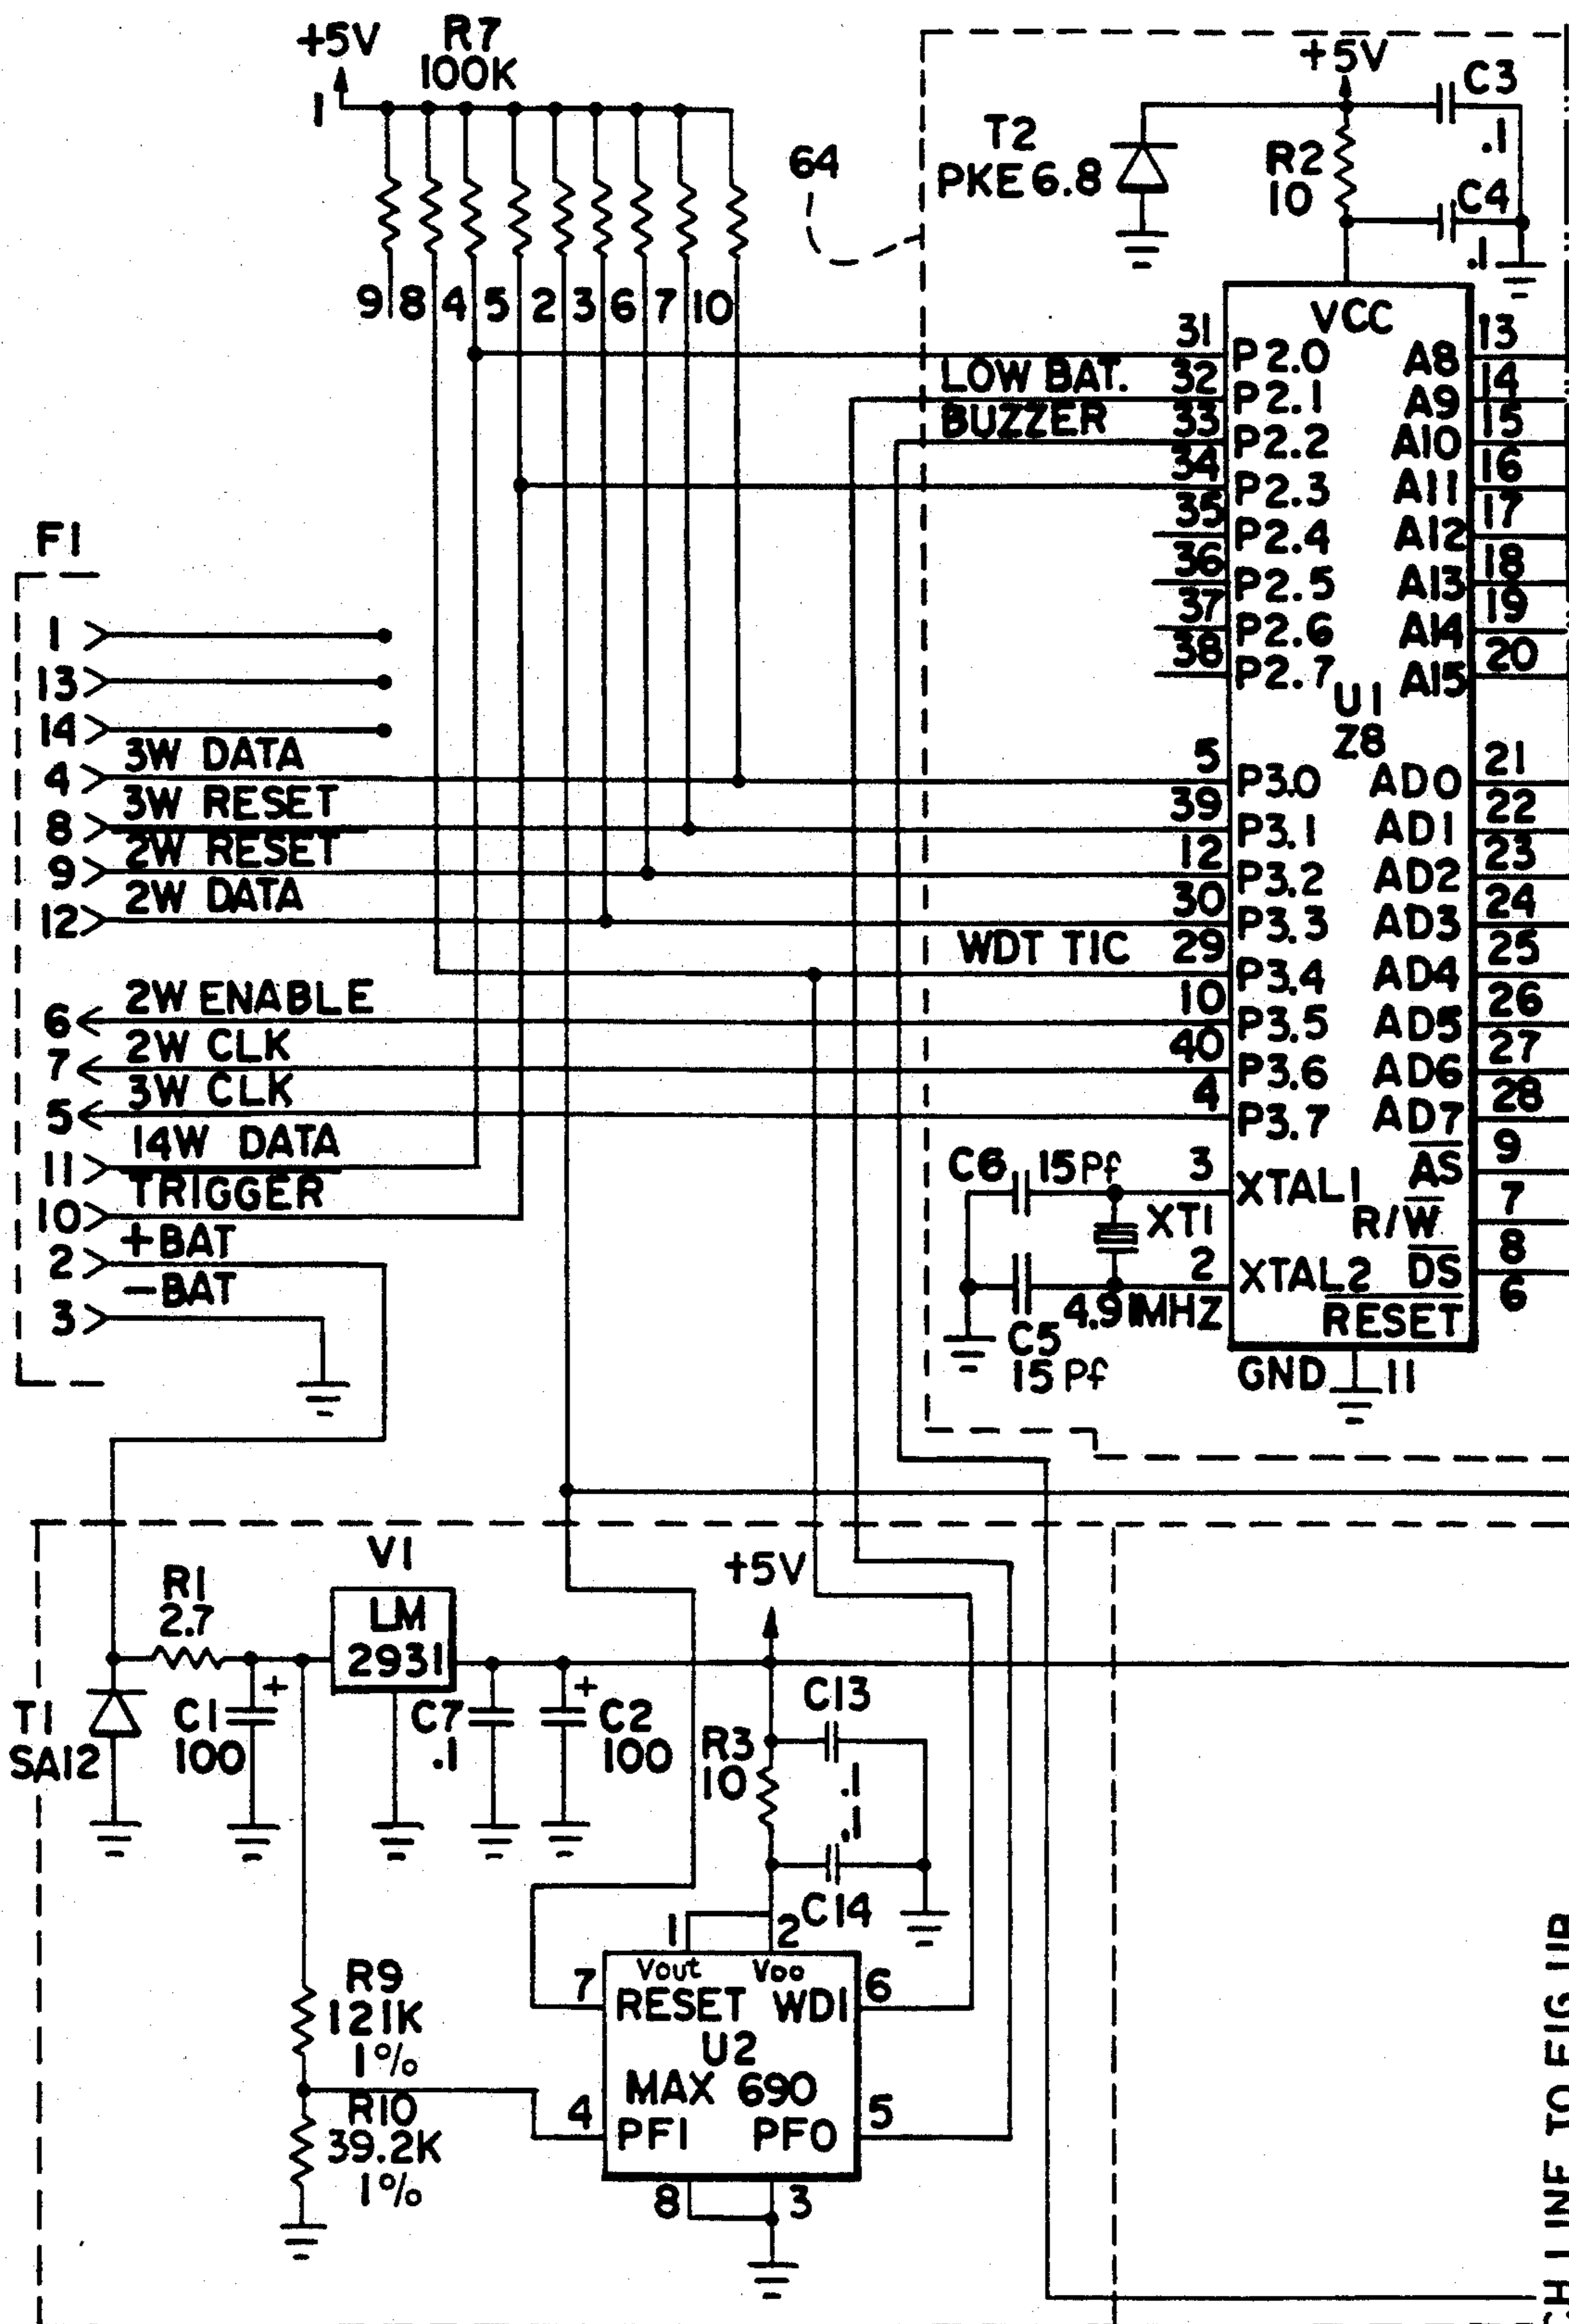 +5V
R7
100K
1
9 8 4 5 2 3 6 7 10
64
+5V
C3
.1
T2
PKE 6.8
R2
10
C4
.1
VCC
31 P2.0
LOW BAT. 32 P2.1
BUZZER 33 P2.2
34 P2.3
35 P2.4
36 P2.5
37 P2.6
38 P2.7
A8 13
A9 14
A10 15
A11 16
A12 17
A13 18
A14 19
A15 20
U1
Z8
F1
1
13
14
4 3W DATA
8 3W RESET
9 2W RESET
12 2W DATA
6 2W ENABLE
7 2W CLK
5 3W CLK
11 14W DATA
10 TRIGGER
2 +BAT
3 -BAT
5 P3.0
39 P3.1
12 P3.2
30 P3.3
WDT TIC 29 P3.4
10 P3.5
40 P3.6
4 P3.7
AD0 21
AD1 22
AD2 23
AD3 24
AD4 25
AD5 26
AD6 27
AD7 28
AS 9
R/W 7
DS 8
RESET 6
C6 15Pf
3 XTAL1
XT1
2 XTAL2
4.91MHZ
C5
15Pf
GND 11
V1
LM
2931
R1
2.7
T1
SA12
C1
100
+
C7
.1
+
C2
100
+5V
C13
.1
R3
10
.1
C14
1 2
Vout VDD
7 RESET WDI 6
U2
MAX 690
4 PFI PFO 5
8 3
R9
121K
1%
R10
39.2K
1%